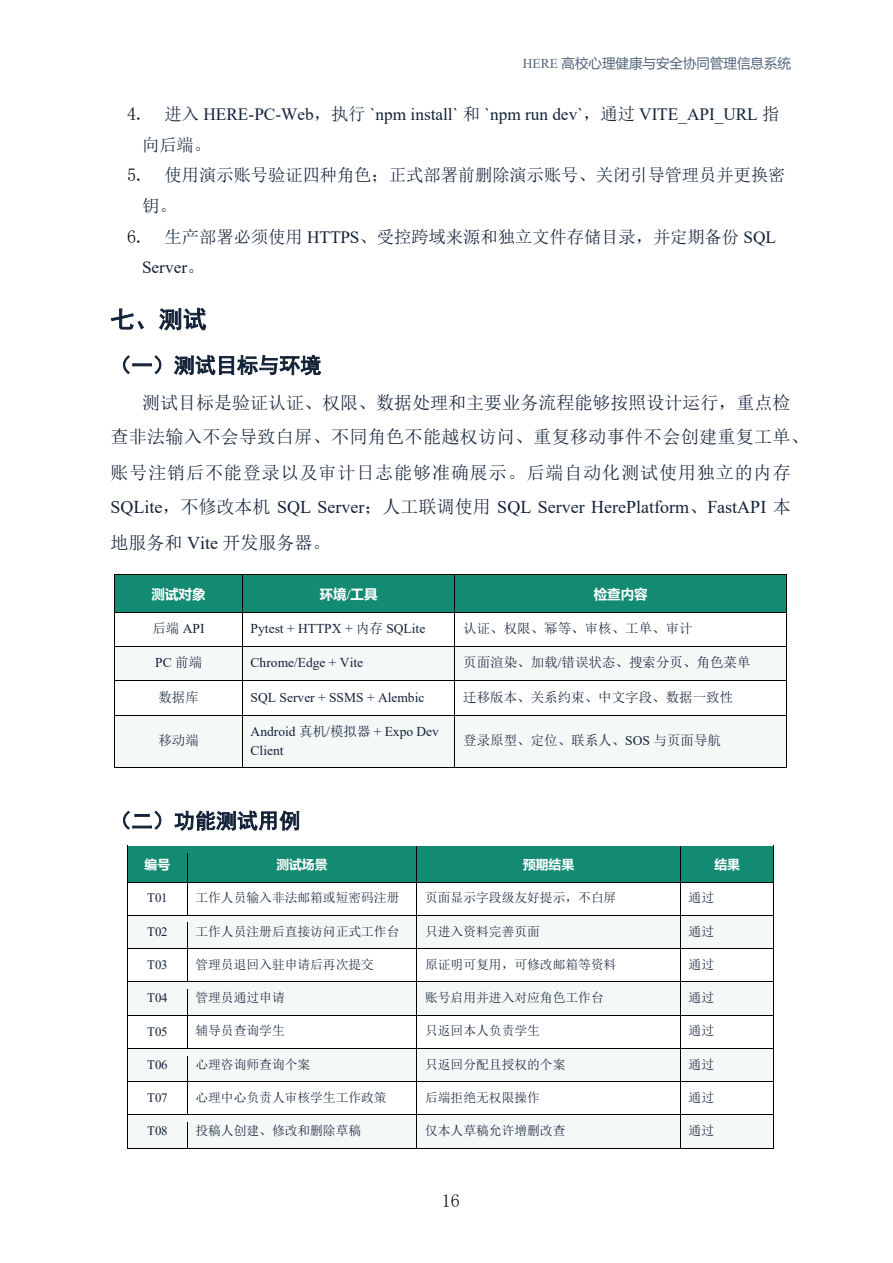 HERE 高校心理健康与安全协同管理信息系统
4. 进入 HERE-PC-Web，执行 `npm install` 和 `npm run dev`，通过 VITE_API_URL 指
向后端。
5. 使用演示账号验证四种角色；正式部署前删除演示账号、关闭引导管理员并更换密
钥。
6. 生产部署必须使用 HTTPS、受控跨域来源和独立文件存储目录，并定期备份 SQL
Server。
七、测试
（一）测试目标与环境
测试目标是验证认证、权限、数据处理和主要业务流程能够按照设计运行，重点检
查非法输入不会导致白屏、不同角色不能越权访问、重复移动事件不会创建重复工单、
账号注销后不能登录以及审计日志能够准确展示。后端自动化测试使用独立的内存
SQLite，不修改本机 SQL Server；人工联调使用 SQL Server HerePlatform、FastAPI 本
地服务和 Vite 开发服务器。
测试对象 环境/工具 检查内容
后端 API Pytest + HTTPX + 内存 SQLite 认证、权限、幂等、审核、工单、审计
PC 前端 Chrome/Edge + Vite 页面渲染、加载/错误状态、搜索分页、角色菜单
数据库 SQL Server + SSMS + Alembic 迁移版本、关系约束、中文字段、数据一致性
移动端 Android 真机/模拟器 + Expo Dev Client 登录原型、定位、联系人、SOS 与页面导航
（二）功能测试用例
编号 测试场景 预期结果 结果
T01 工作人员输入非法邮箱或短密码注册 页面显示字段级友好提示，不白屏 通过
T02 工作人员注册后直接访问正式工作台 只进入资料完善页面 通过
T03 管理员退回入驻申请后再次提交 原证明可复用，可修改邮箱等资料 通过
T04 管理员通过申请 账号启用并进入对应角色工作台 通过
T05 辅导员查询学生 只返回本人负责学生 通过
T06 心理咨询师查询个案 只返回分配且授权的个案 通过
T07 心理中心负责人审核学生工作政策 后端拒绝无权限操作 通过
T08 投稿人创建、修改和删除草稿 仅本人草稿允许增删改查 通过
16